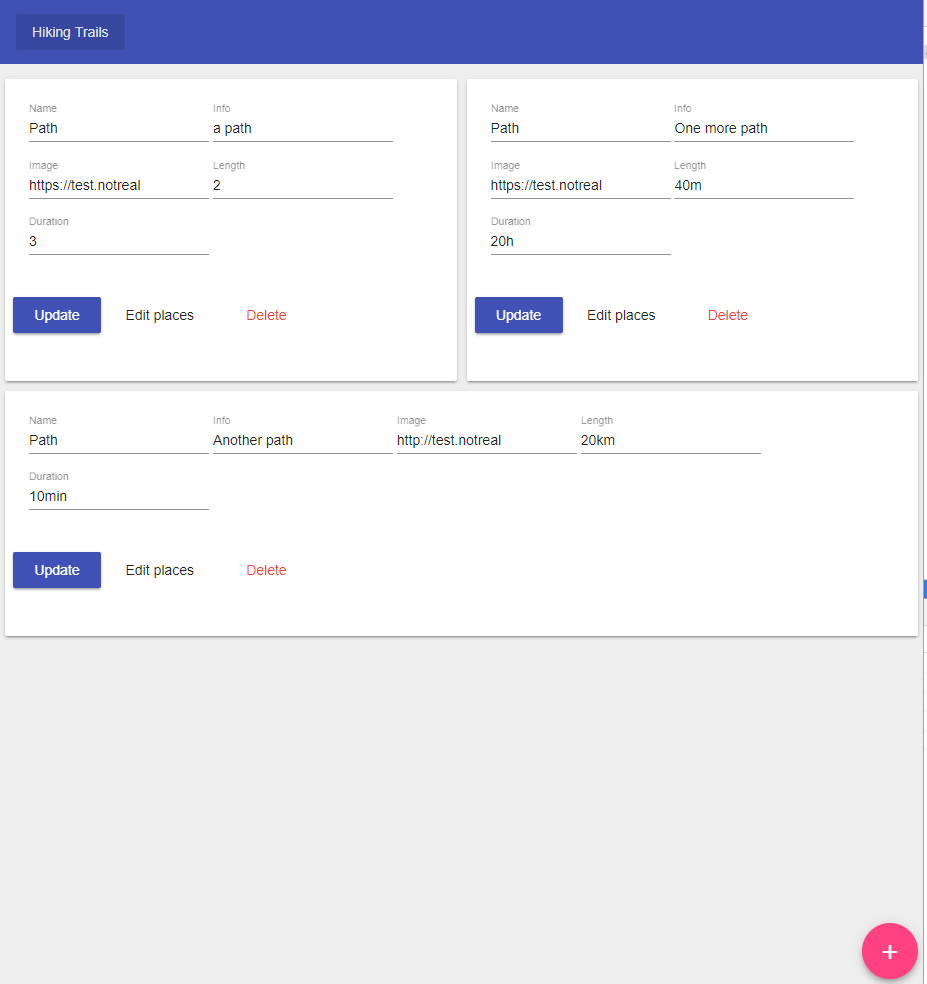 Hiking Trails
Name Info
Path a path
Image Length
https://test.notreal 2
Duration
3
Update Edit places Delete
Name Info
Path One more path
Image Length
https://test.notreal 40m
Duration
20h
Update Edit places Delete
Name Info Image Length
Path Another path http://test.notreal 20km
Duration
10min
Update Edit places Delete
+